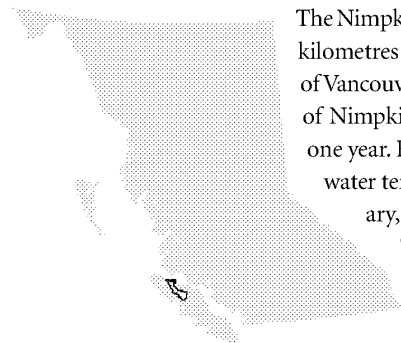 The Nimpk
kilometres
of Vancouv
of Nimpki
one year.
water te
ary,